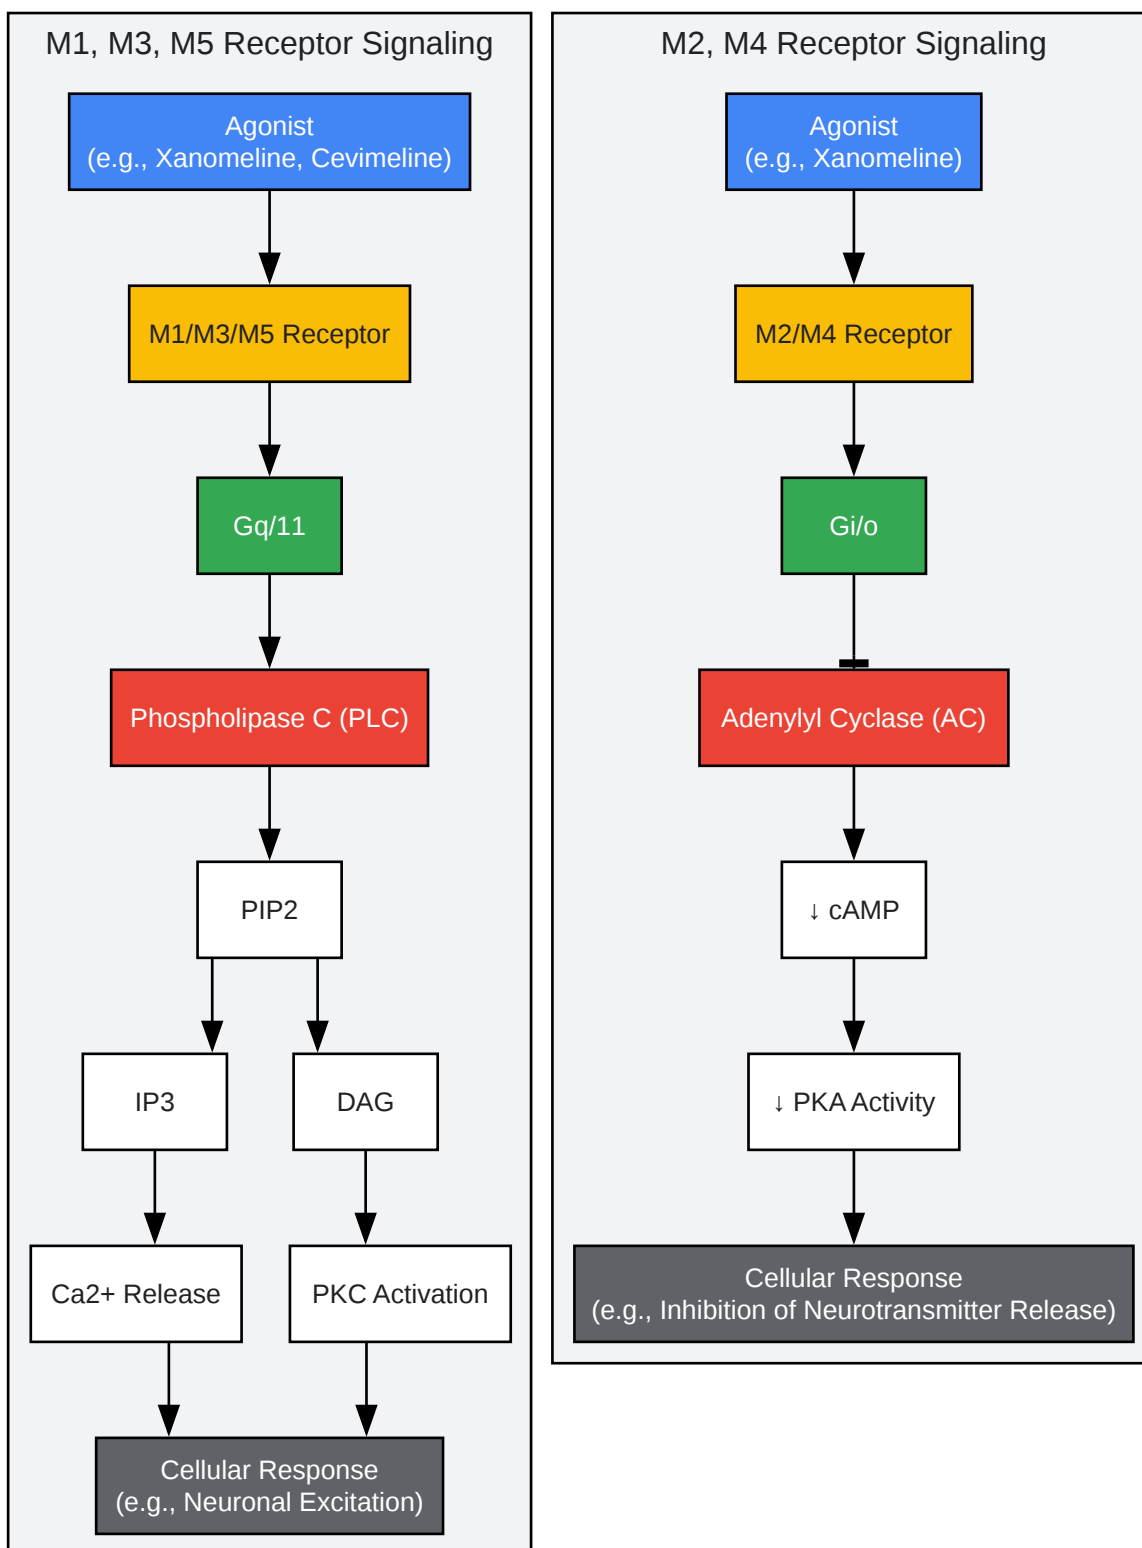 M1, M3, M5 Receptor Signaling
Agonist
(e.g., Xanomeline, Cevimeline)
M1/M3/M5 Receptor
Gq/11
Phospholipase C (PLC)
PIP2
IP3
DAG
Ca2+ Release
PKC Activation
Cellular Response
(e.g., Neuronal Excitation)
M2, M4 Receptor Signaling
Agonist
(e.g., Xanomeline)
M2/M4 Receptor
Gi/o
Adenylyl Cyclase (AC)
↓ cAMP
↓ PKA Activity
Cellular Response
(e.g., Inhibition of Neurotransmitter Release)